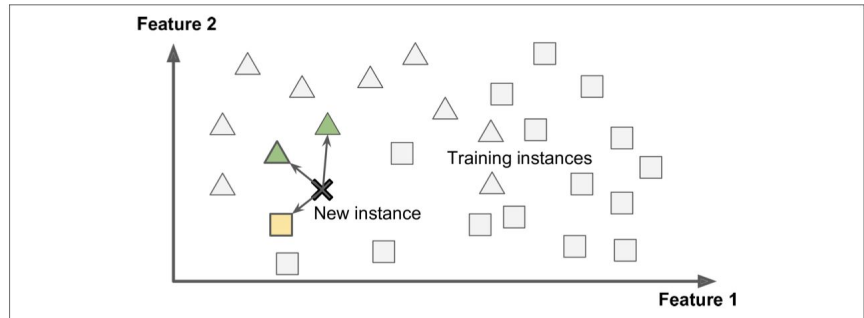 Feature 2
Training instances
New instance
Feature 1